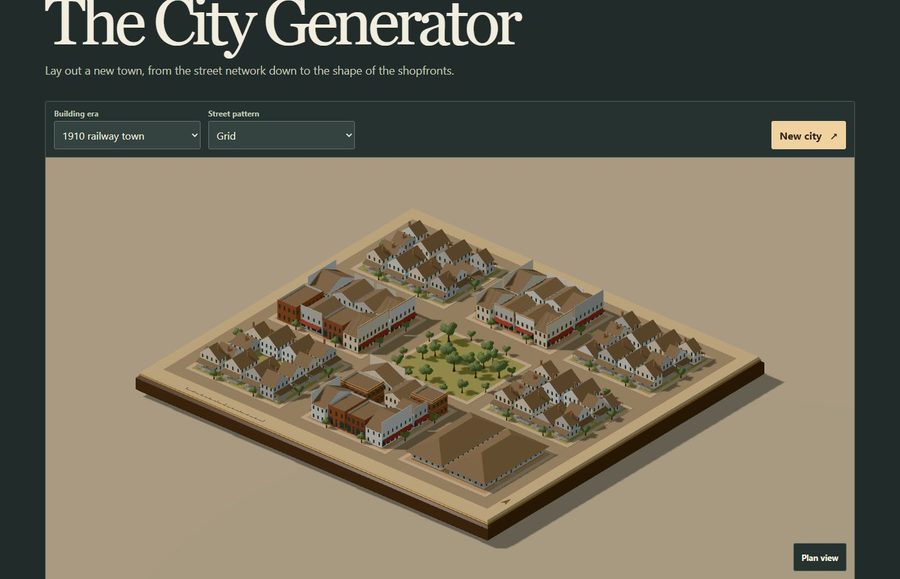 The City Generator
Lay out a new town, from the street network down to the shape of the shopfronts.
Building era
Street pattern
1910 railway town
Grid
New city ↗
Plan view